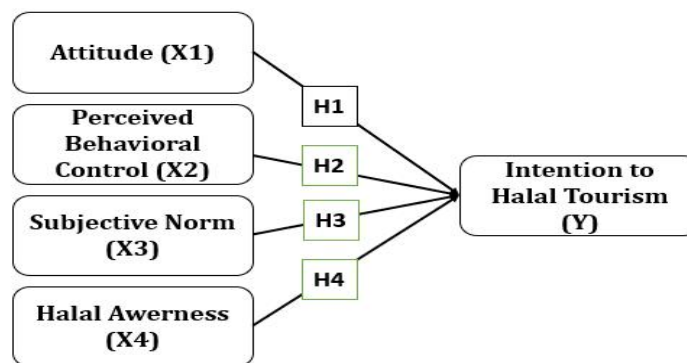 Attitude (X1)
H1
Perceived
Behavioral
Control (X2)
H2
Subjective Norm
(X3)
H3
Halal Awerness
(X4)
H4
Intention to
Halal Tourism
(Y)